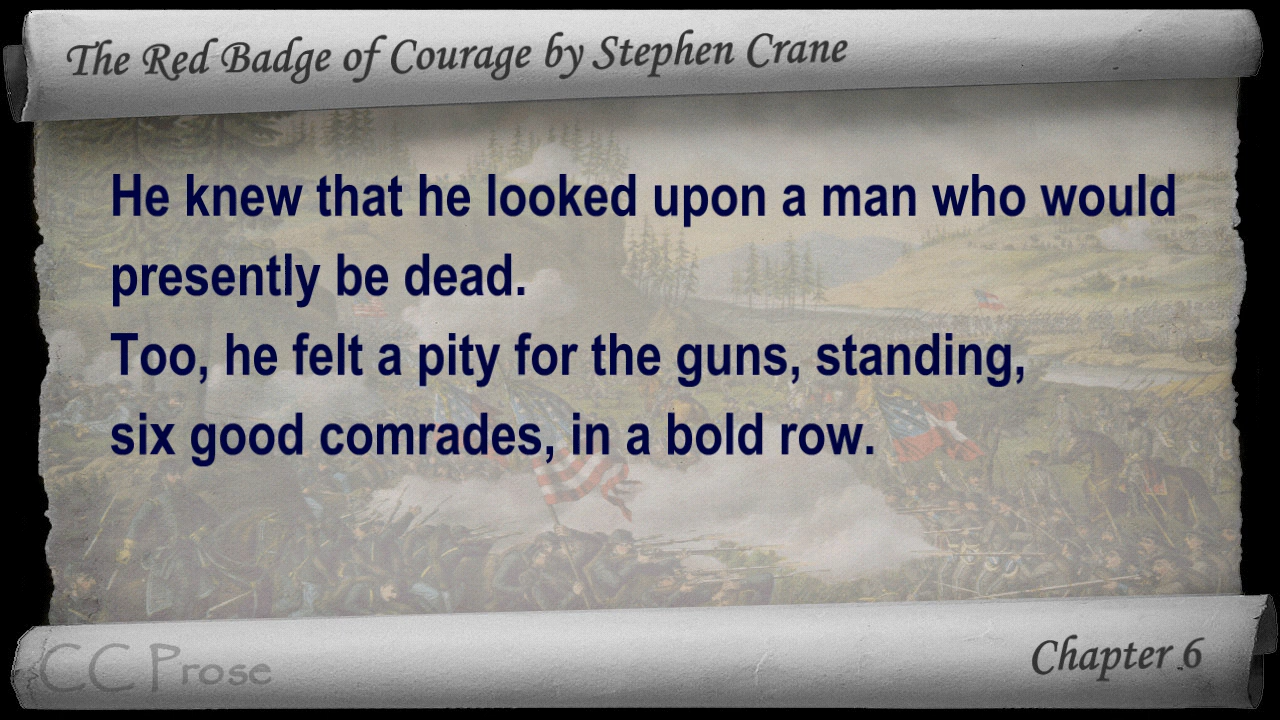 The Red Badge of Courage by Stephen Crane
He knew that he looked upon a man who would
presently be dead.
Too, he felt a pity for the guns, standing,
six good comrades, in a bold row.
CC Prose
Chapter 6